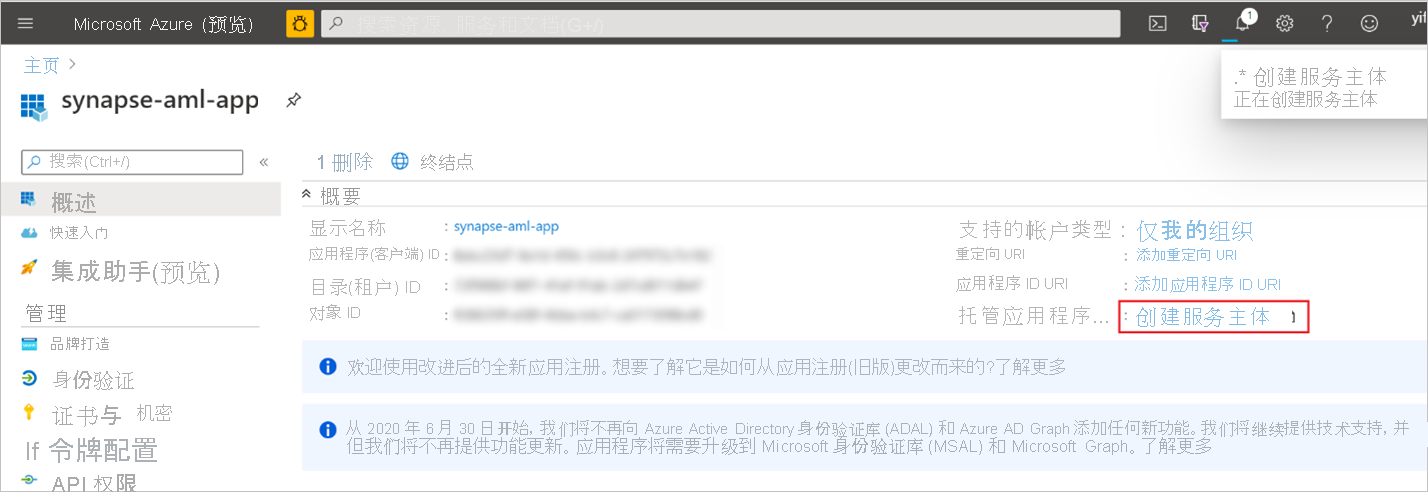 Microsoft Azure (预览)
搜索资源、服务和文档(G+/)
1
yif
主页 >
.* 创建服务主体
正在创建服务主体
synapse-aml-app
搜索(Ctrl+/)
«
1 删除
终结点
概述
概要
快速入门
集成助手(预览)
管理
品牌打造
身份验证
证书与 机密
If 令牌配置
API 权限
显示名称 : synapse-aml-app
应用程序(客户端) ID :
目录(租户) ID :
对象 ID :
支持的帐户类型 : 仅我的组织
重定向 URI : 添加重定向 URI
应用程序 ID URI : 添加应用程序 ID URI
托管应用程序... : 创建服务主体
欢迎使用改进后的全新应用注册。想要了解它是如何从应用注册(旧版)更改而来的?了解更多
从 2020 年 6 月 30 日开始, 我们将不再向 Azure Active Directory 身份验证库 (ADAL) 和 Azure AD Graph 添加任何新功能。我们将继续提供技术支持, 并
但我们将不再提供功能更新。应用程序将需要升级到 Microsoft 身份验证库 (MSAL) 和 Microsoft Graph。了解更多